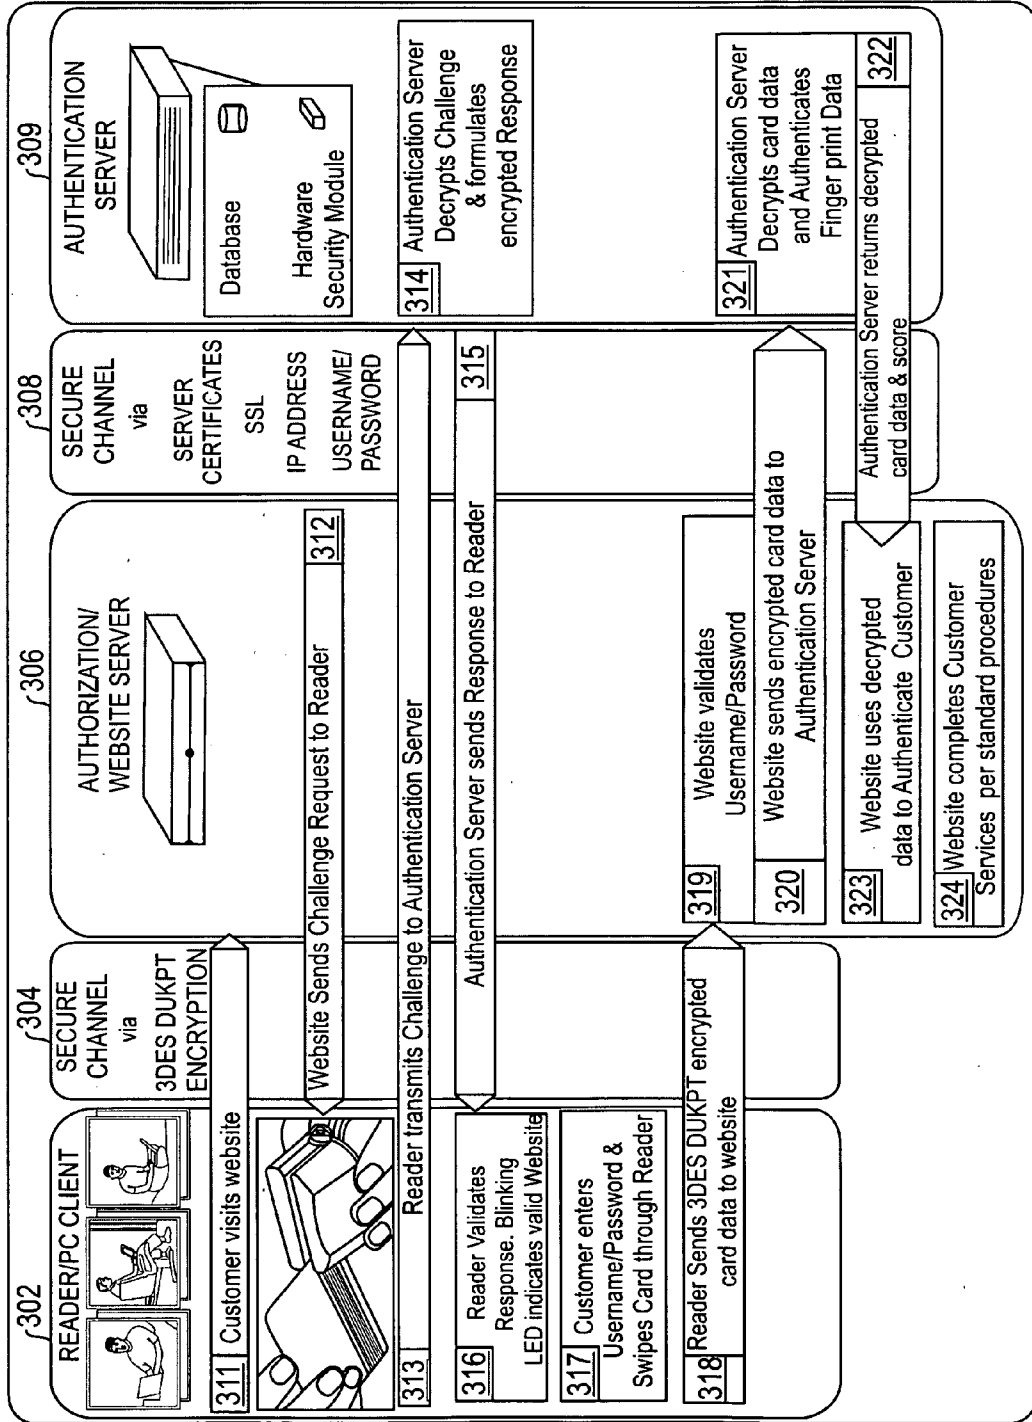 302
READER/PC CLIENT
304
SECURE
CHANNEL
via
3DES DUKPT
ENCRYPTION
306
AUTHORIZATION/
WEBSITE SERVER
308
SECURE
CHANNEL
via
SERVER
CERTIFICATES
SSL
IP ADDRESS
USERNAME/
PASSWORD
309
AUTHENTICATION
SERVER
Database
Hardware
Security Module
311 Customer visits website
Website Sends Challenge Request to Reader 312
313 Reader transmits Challenge to Authentication Server
314 Authentication Server
Decrypts Challenge
& formulates
encrypted Response
Authentication Server sends Response to Reader 315
316 Reader Validates
Response. Blinking
LED indicates valid Website
317 Customer enters
Username/Password &
Swipes Card through Reader
318 Reader Sends 3DES DUKPT encrypted
card data to website
319 Website validates
Username/Password
320 Website sends encrypted card data to
Authentication Server
321 Authentication Server
Decrypts card data
and Authenticates
Finger print Data
322
Authentication Server returns decrypted
card data & score
323 Website uses decrypted
data to Authenticate Customer
324 Website completes Customer
Services per standard procedures